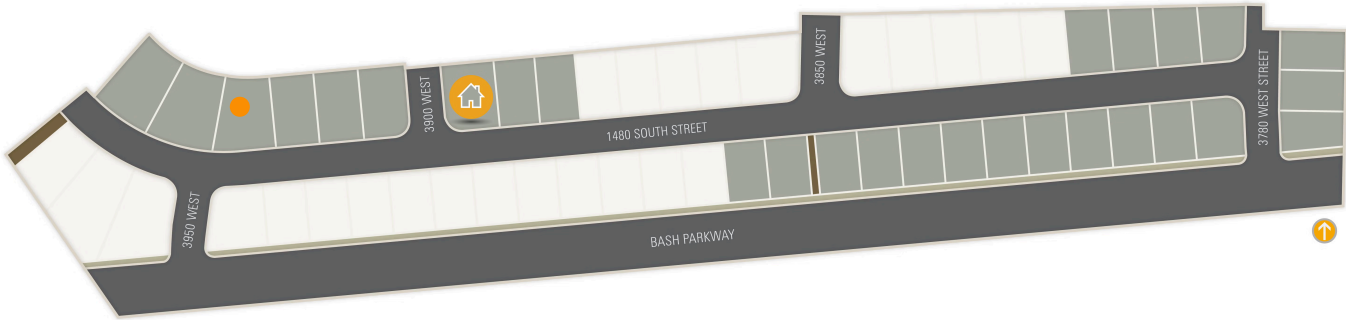 3850 WEST
3900 WEST
3780 WEST STREET
1480 SOUTH STREET
3950 WEST
BASH PARKWAY